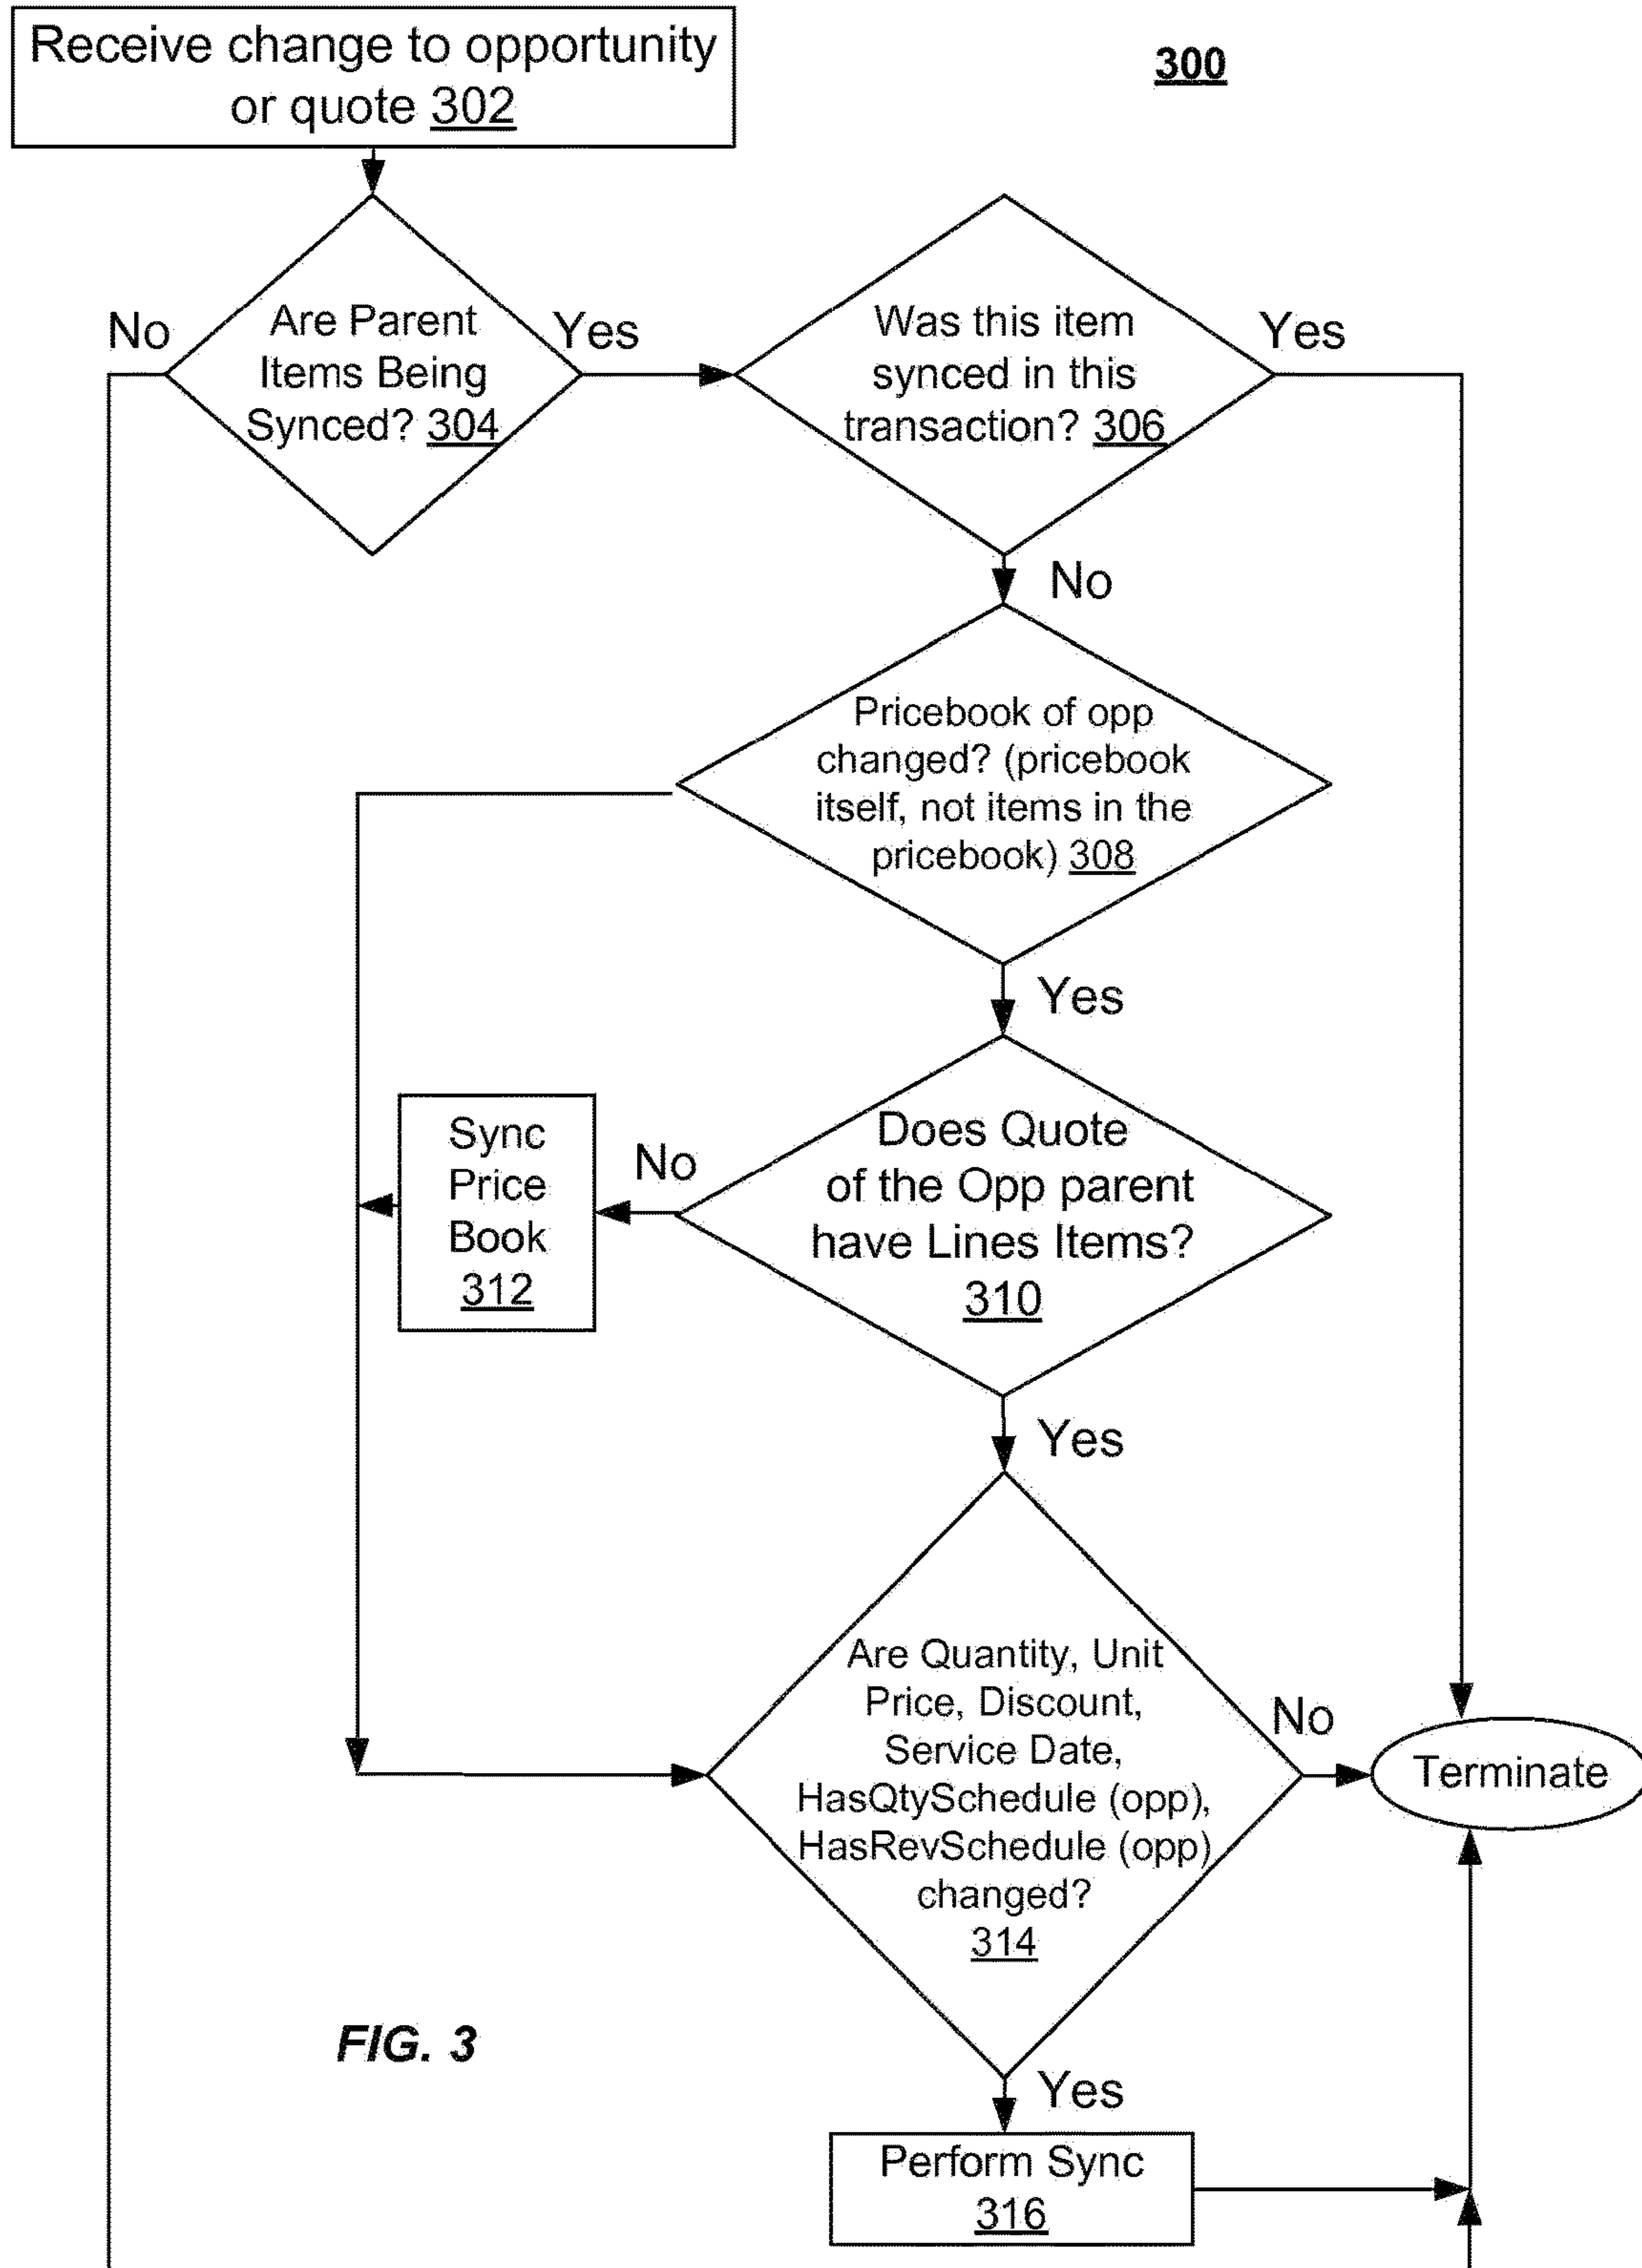 Receive change to opportunity
or quote 302
300
No
Are Parent
Items Being
Synced? 304
Yes
Was this item
synced in this
transaction? 306
Yes
No
Pricebook of opp
changed? (pricebook
itself, not items in the
pricebook) 308
Yes
Sync
Price
Book
312
No
Does Quote
of the Opp parent
have Lines Items?
310
Yes
Are Quantity, Unit
Price, Discount,
Service Date,
HasQtySchedule (opp),
HasRevSchedule (opp)
changed?
314
No
Terminate
FIG. 3
Yes
Perform Sync
316